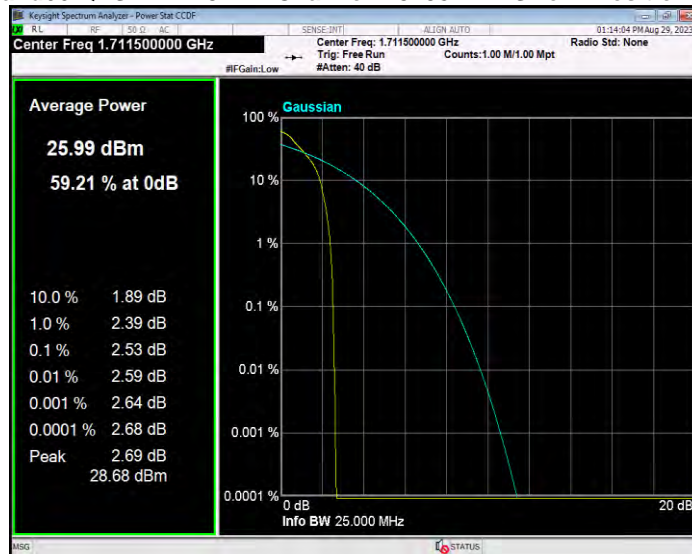 Keysight Spectrum Analyzer - Power Stat CCDF
RL RF 50 Ω AC SENSE:INT ALIGN AUTO 01:14:04 PM Aug 29, 2023
Center Freq 1.711500000 GHz Center Freq: 1.711500000 GHz Radio Std: None
Trig: Free Run Counts:1.00 M/1.00 Mpt
#IFGain:Low #Atten: 40 dB
Average Power
25.99 dBm
59.21 % at 0dB
10.0 % 1.89 dB
1.0 % 2.39 dB
0.1 % 2.53 dB
0.01 % 2.59 dB
0.001 % 2.64 dB
0.0001 % 2.68 dB
Peak 2.69 dB
28.68 dBm
Gaussian
100 %
10 %
1 %
0.1 %
0.01 %
0.001 %
0.0001 %
0 dB 20 dB
Info BW 25.000 MHz
MSG STATUS